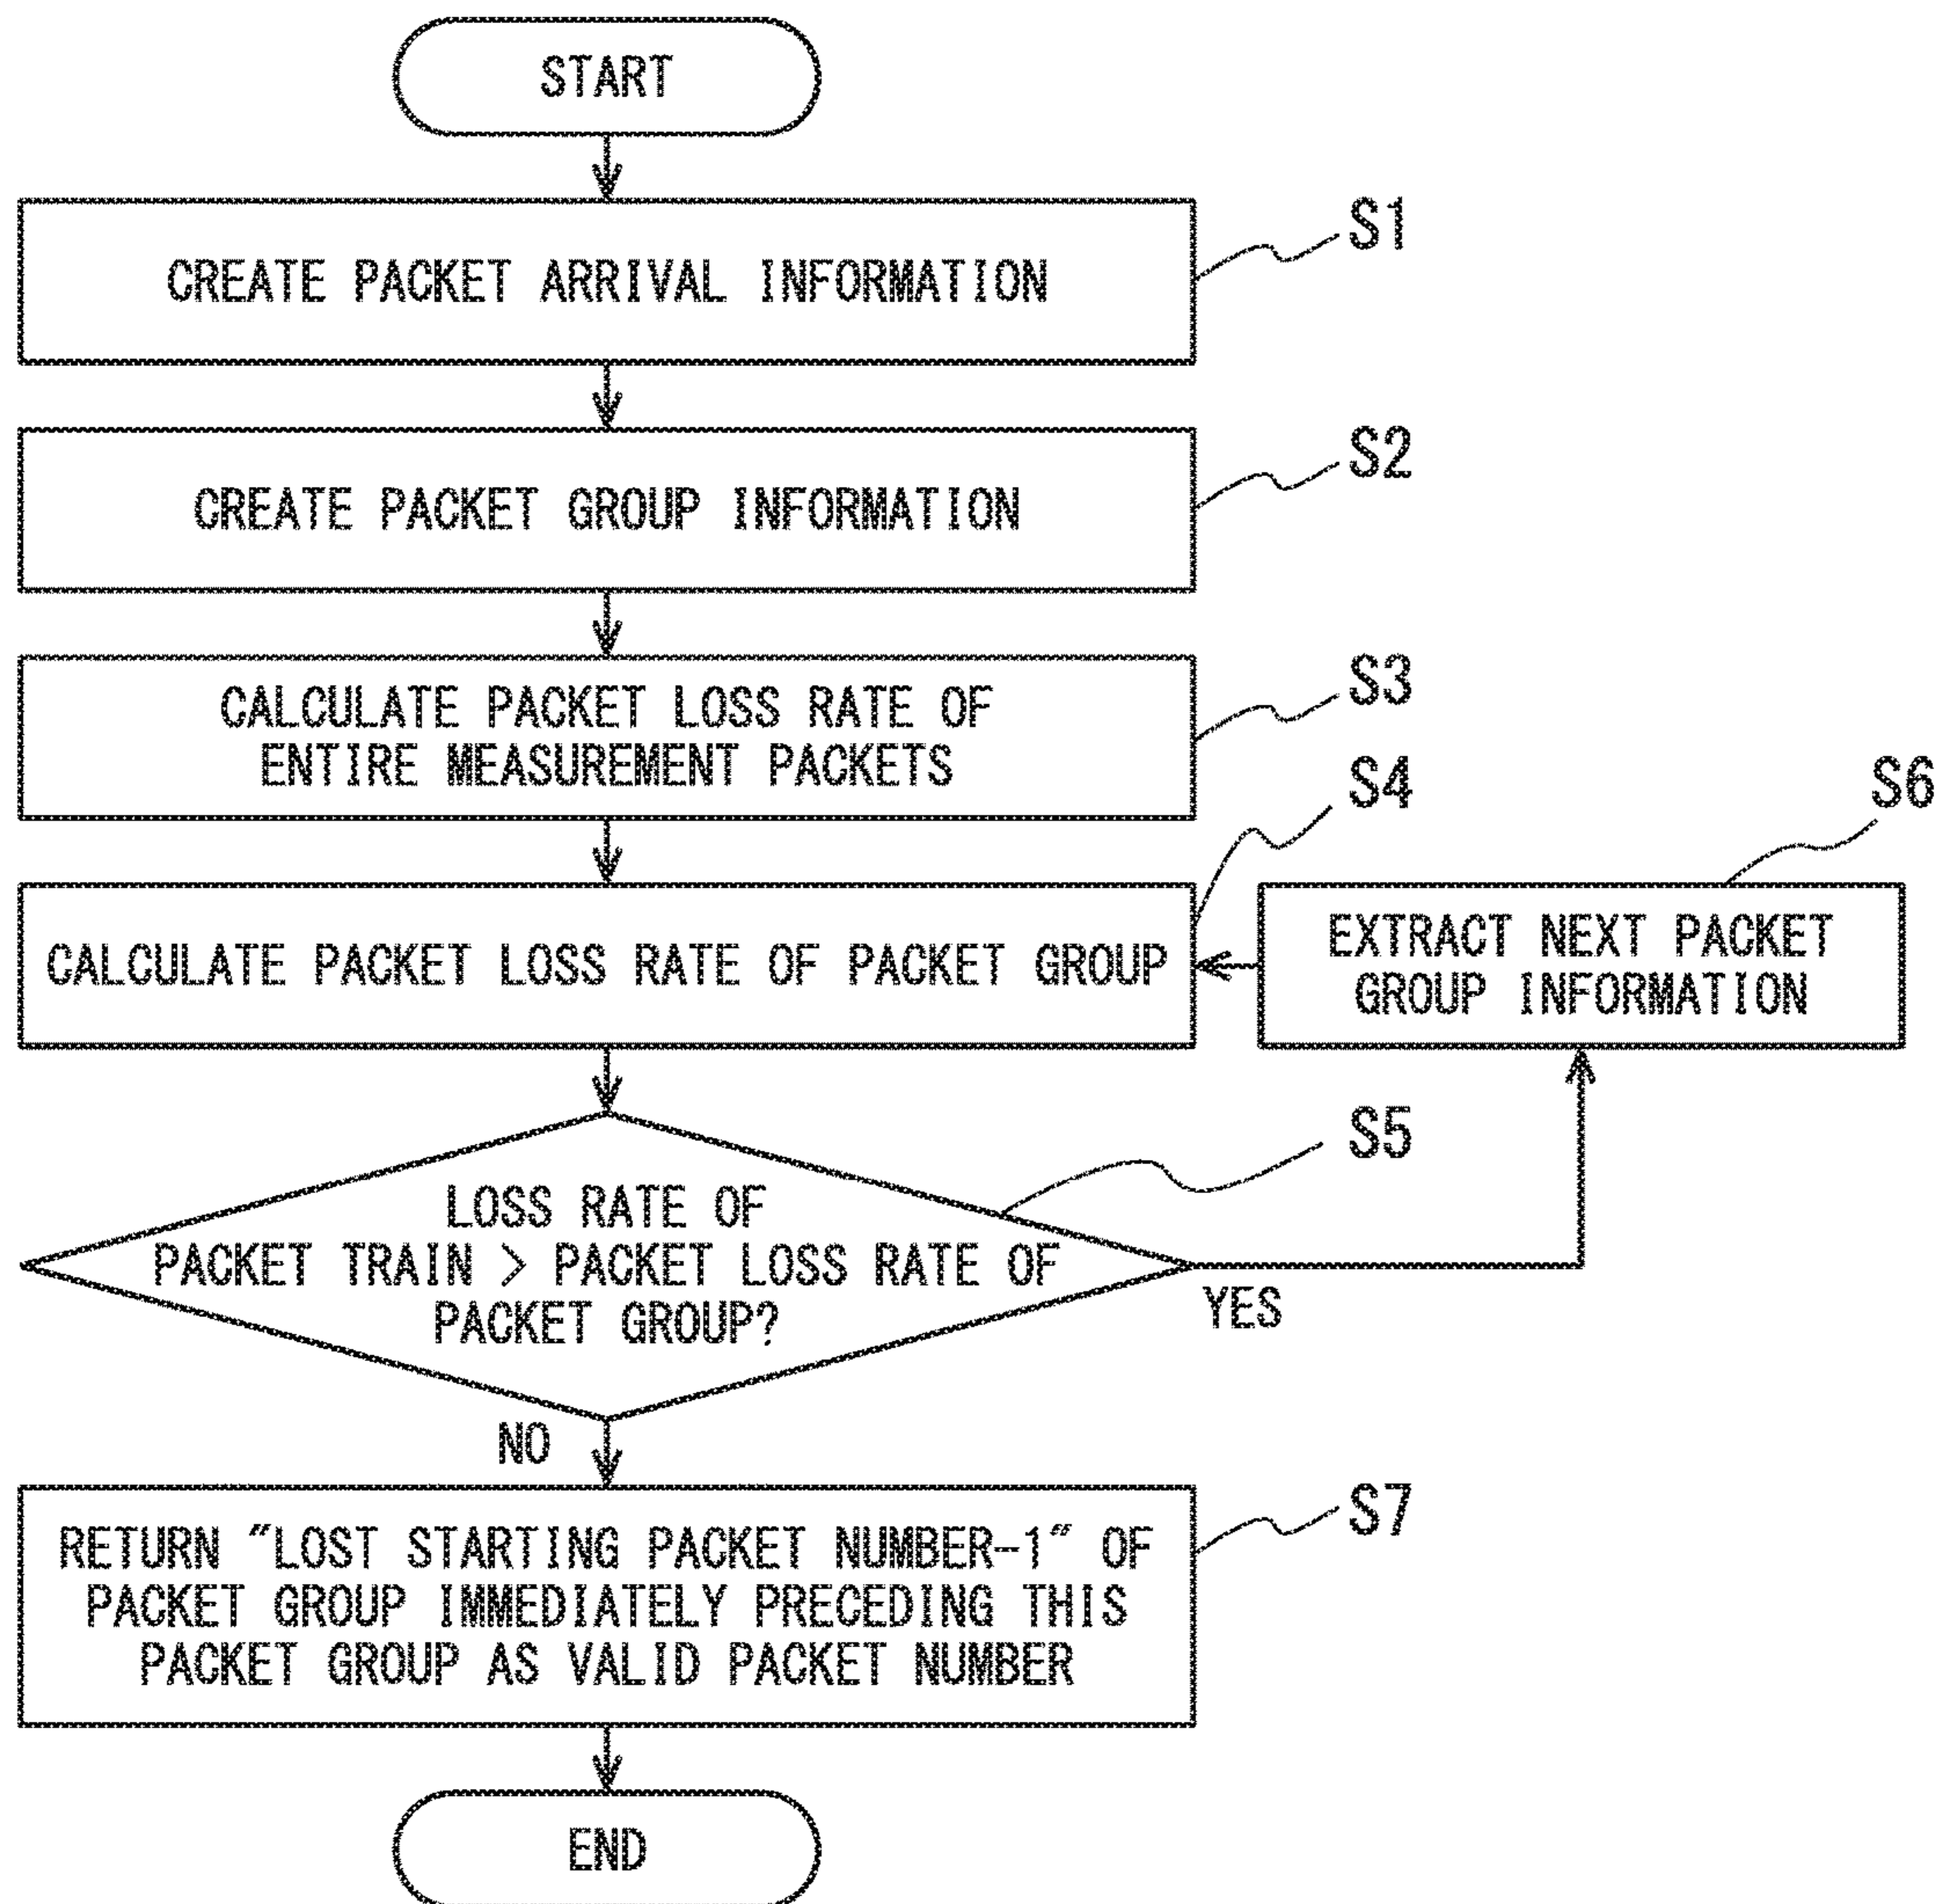 START
CREATE PACKET ARRIVAL INFORMATION
S1
CREATE PACKET GROUP INFORMATION
S2
CALCULATE PACKET LOSS RATE OF
ENTIRE MEASUREMENT PACKETS
S3
CALCULATE PACKET LOSS RATE OF PACKET GROUP
S4
EXTRACT NEXT PACKET
GROUP INFORMATION
S6
LOSS RATE OF
PACKET TRAIN > PACKET LOSS RATE OF
PACKET GROUP?
S5
YES
NO
RETURN "LOST STARTING PACKET NUMBER-1" OF
PACKET GROUP IMMEDIATELY PRECEDING THIS
PACKET GROUP AS VALID PACKET NUMBER
S7
END